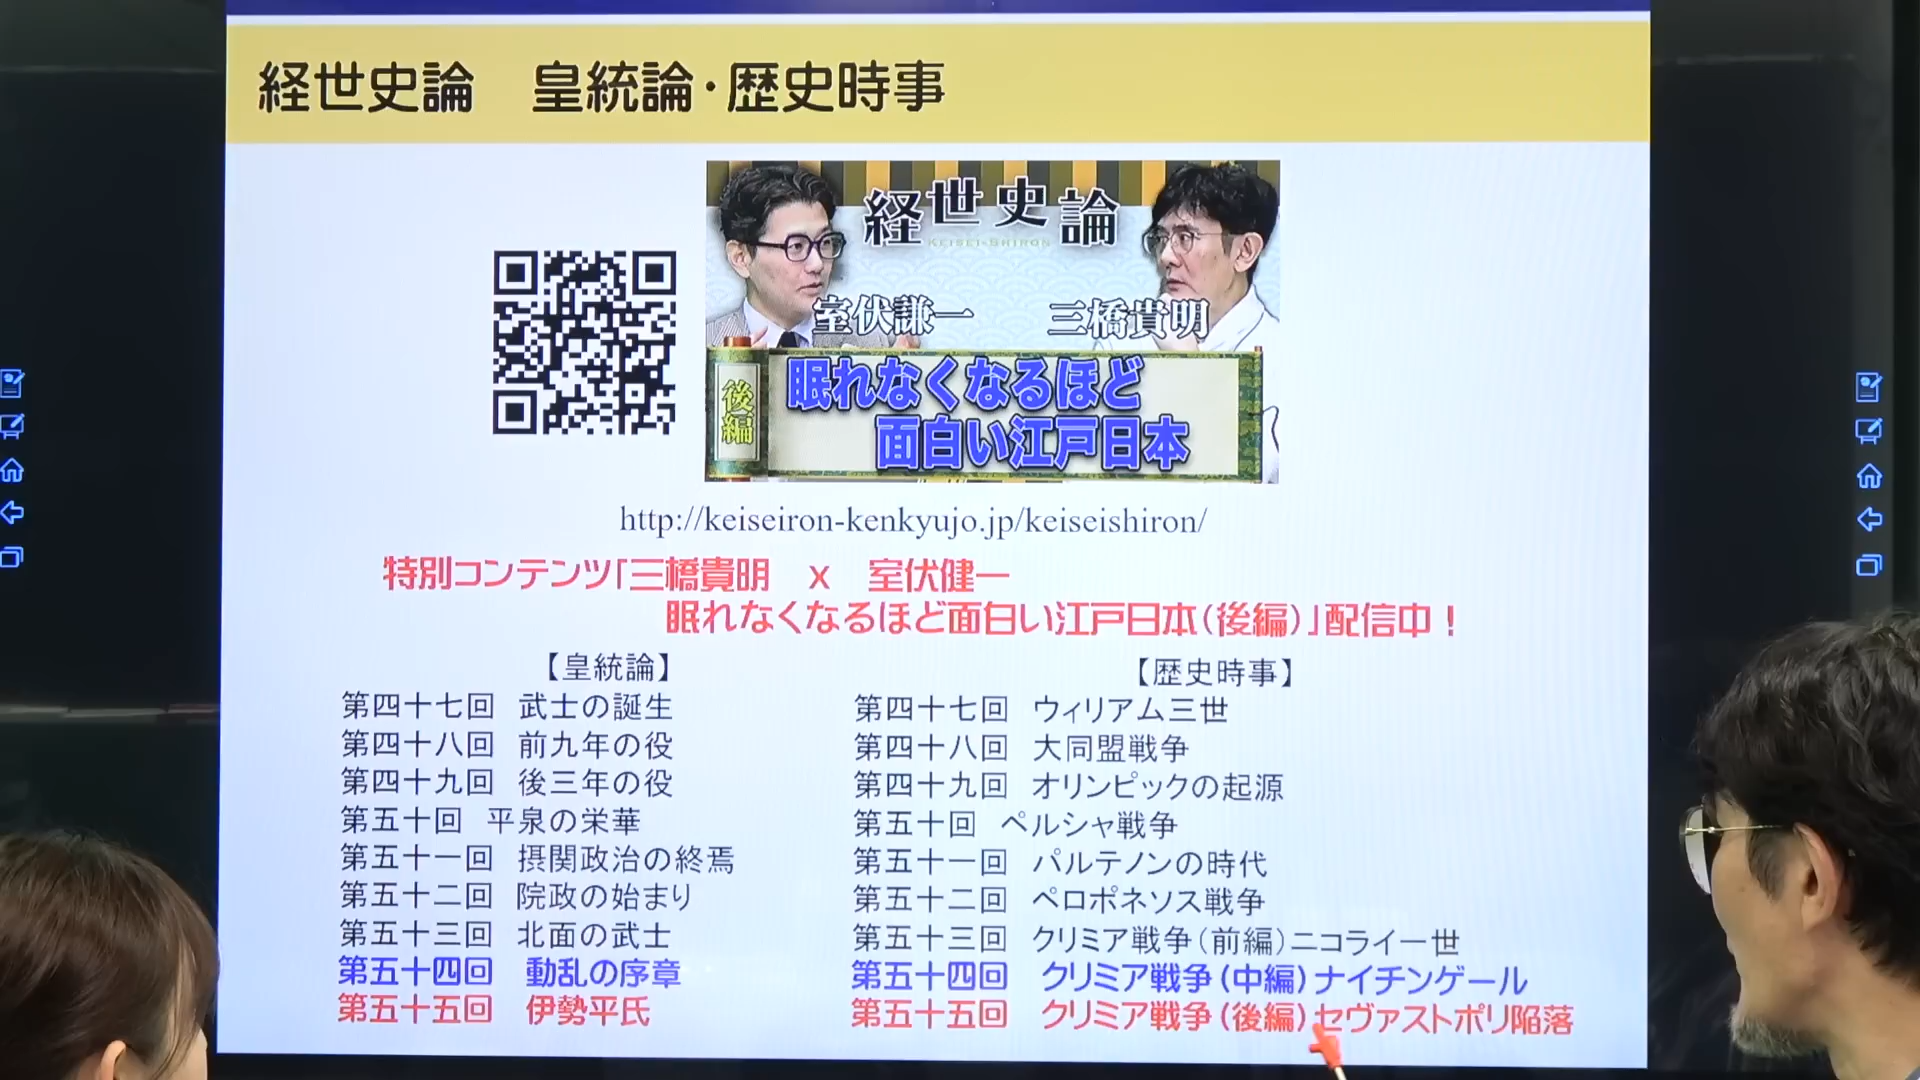 経世史論　皇統論・歴史時事
経世史論
KEISEI-SHIRON
室伏謙一　三橋貴明
後編
眠れなくなるほど
面白い江戸日本
http://keiseiron-kenkyujo.jp/keiseishiron/
特別コンテンツ「三橋貴明　x　室伏健一
眠れなくなるほど面白い江戸日本（後編）」配信中！
【皇統論】
第四十七回　武士の誕生
第四十八回　前九年の役
第四十九回　後三年の役
第五十回　平泉の栄華
第五十一回　摂関政治の終焉
第五十二回　院政の始まり
第五十三回　北面の武士
第五十四回　動乱の序章
第五十五回　伊勢平氏
【歴史時事】
第四十七回　ウィリアム三世
第四十八回　大同盟戦争
第四十九回　オリンピックの起源
第五十回　ペルシャ戦争
第五十一回　パルテノンの時代
第五十二回　ペロポネソス戦争
第五十三回　クリミア戦争（前編）ニコライ一世
第五十四回　クリミア戦争（中編）ナイチンゲール
第五十五回　クリミア戦争（後編）セヴァストポリ陥落